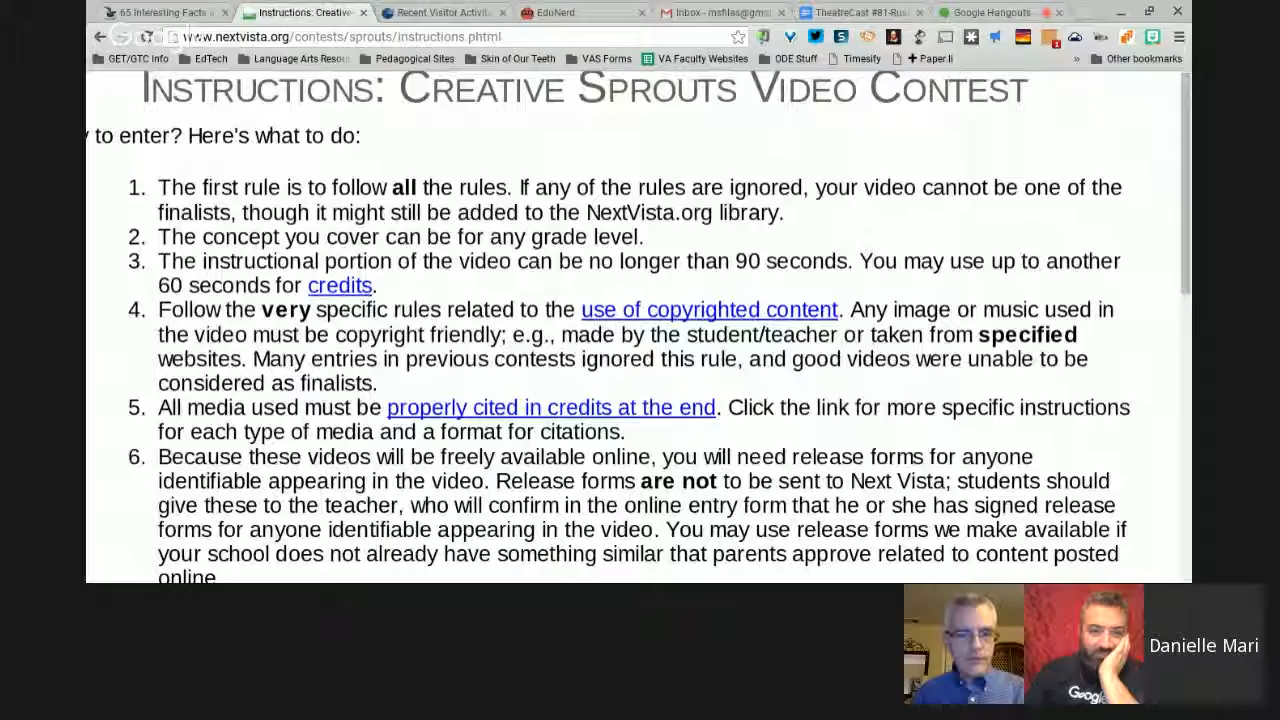 65 Interesting Facts a
Instructions: Creative
Recent Visitor Activit
EduNerd
Inbox - msfiles@gms
TheatreCast #81-Rus
Google Hangouts
www.nextvista.org/contests/sprouts/instructions.phtml
GET/GTC Info
EdTech
Language Arts Resou
Pedagogical Sites
Skin of Our Teeth
VAS Forms
VA Faculty Websites
ODE Stuff
Timesify
Paper li
» Other bookmarks
INSTRUCTIONS: CREATIVE SPROUTS VIDEO CONTEST
y to enter? Here's what to do:
1. The first rule is to follow all the rules. If any of the rules are ignored, your video cannot be one of the
finalists, though it might still be added to the NextVista.org library.
2. The concept you cover can be for any grade level.
3. The instructional portion of the video can be no longer than 90 seconds. You may use up to another
60 seconds for credits.
4. Follow the very specific rules related to the use of copyrighted content. Any image or music used in
the video must be copyright friendly; e.g., made by the student/teacher or taken from specified
websites. Many entries in previous contests ignored this rule, and good videos were unable to be
considered as finalists.
5. All media used must be properly cited in credits at the end. Click the link for more specific instructions
for each type of media and a format for citations.
6. Because these videos will be freely available online, you will need release forms for anyone
identifiable appearing in the video. Release forms are not to be sent to Next Vista; students should
give these to the teacher, who will confirm in the online entry form that he or she has signed release
forms for anyone identifiable appearing in the video. You may use release forms we make available if
your school does not already have something similar that parents approve related to content posted
online
Danielle Mari
Google